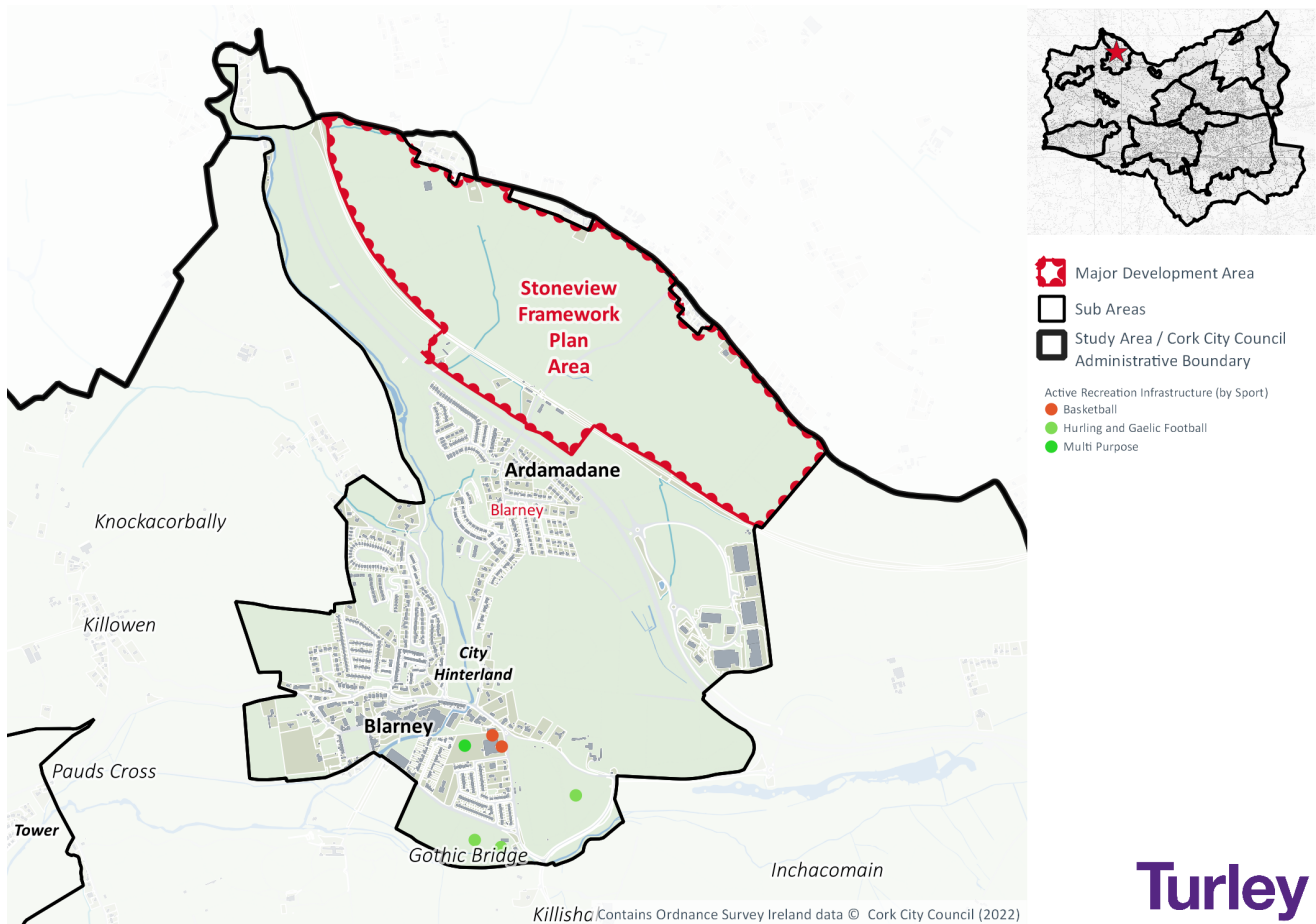 Stoneview
Framework
Plan
Area
Ardamadane
Blarney
Knockacorbally
Killowen
City
Hinterland
Blarney
Pauds Cross
Tower
Gothic Bridge
Inchacomain
Killisha
Contains Ordnance Survey Ireland data © Cork City Council (2022)
Major Development Area
Sub Areas
Study Area / Cork City Council
Administrative Boundary
Active Recreation Infrastructure (by Sport)
Basketball
Hurling and Gaelic Football
Multi Purpose
Turley